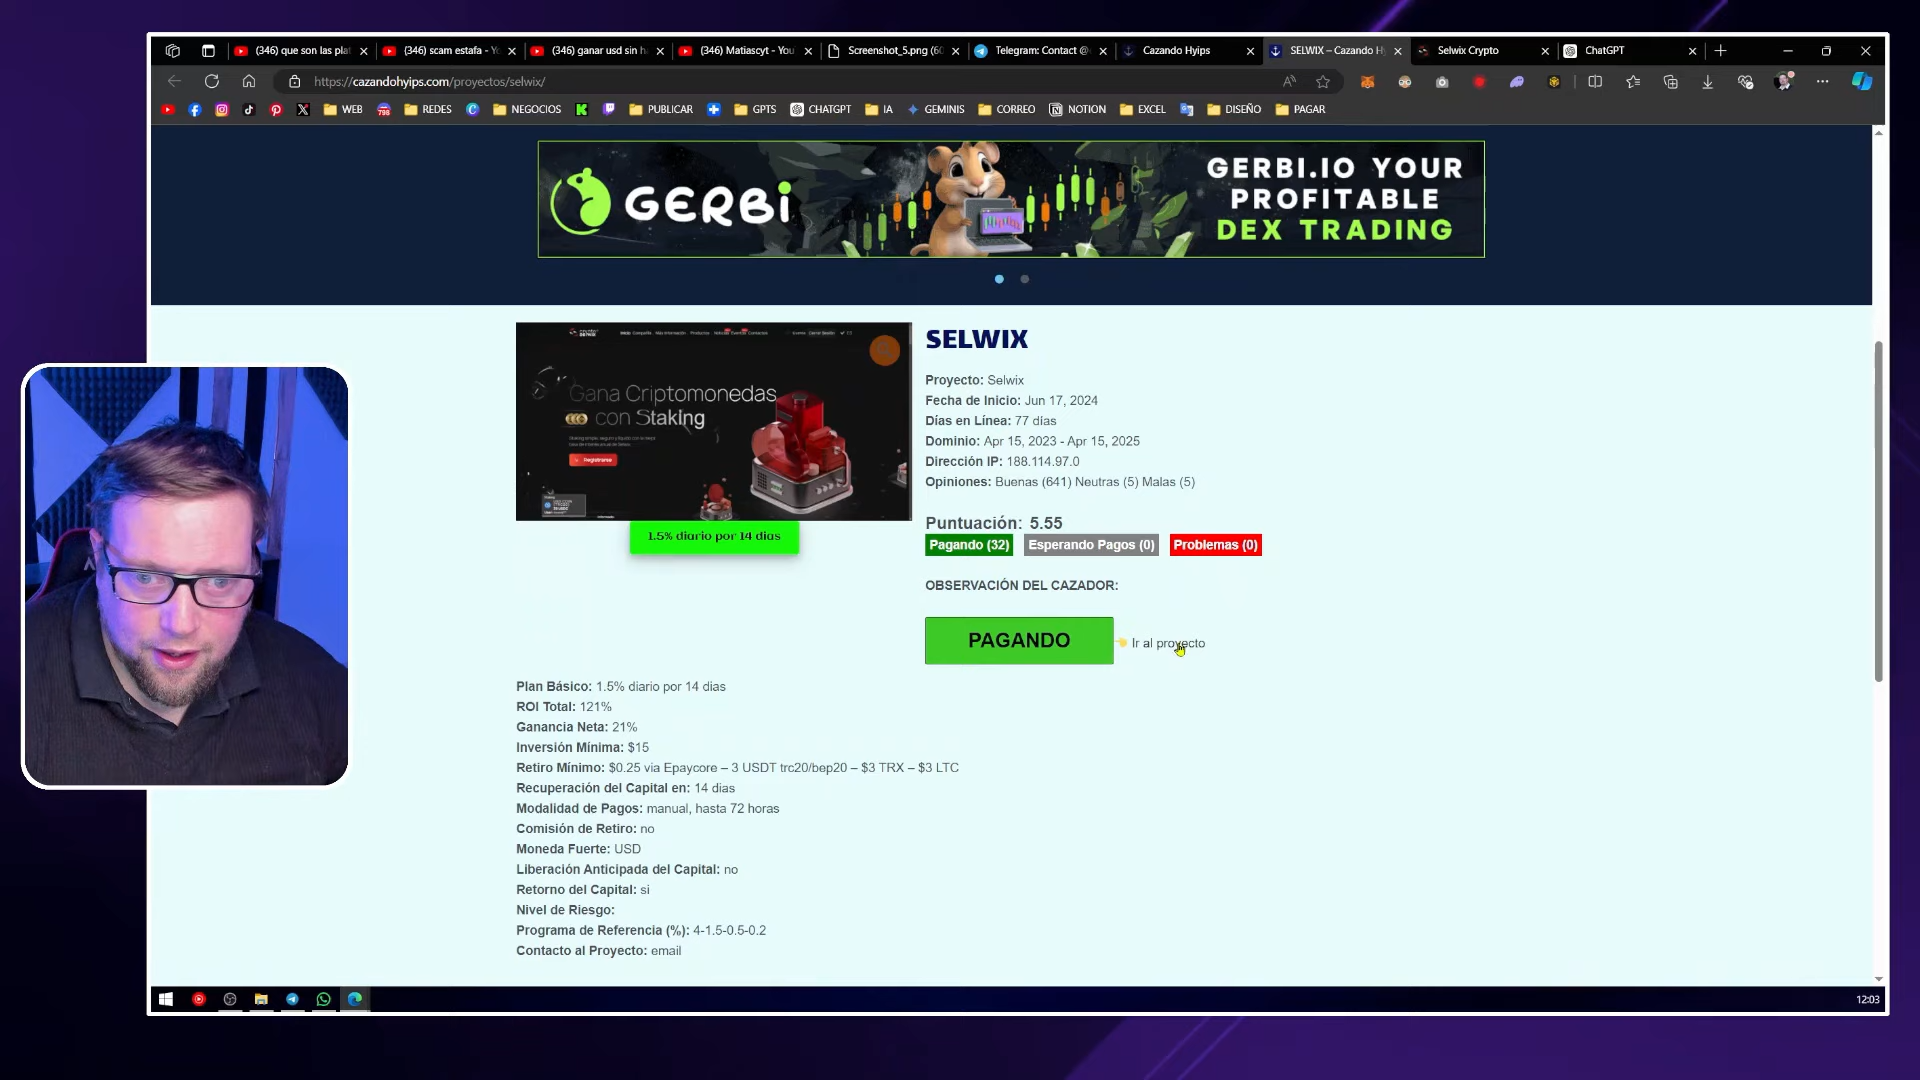 (346) que son las plat
(346) scam estafa - Yo
(346) ganar usd sin h
(346) Matiascyt - You
Screenshot_5.png (60
Telegram: Contact @
Cazando Hyips
SELWIX – Cazando H
Selwix Crypto
ChatGPT
https://cazandohyips.com/proyectos/selwix/
WEB
REDES
NEGOCIOS
PUBLICAR
GPTS
CHATGPT
IA
GEMINIS
CORREO
NOTION
EXCEL
DISEÑO
PAGAR
GERBi
GERBI.IO YOUR
PROFITABLE
DEX TRADING
Gana Criptomonedas
con Staking
Registrarse
1.5% diario por 14 dias
SELWIX
Proyecto: Selwix
Fecha de Inicio: Jun 17, 2024
Días en Línea: 77 días
Dominio: Apr 15, 2023 - Apr 15, 2025
Dirección IP: 188.114.97.0
Opiniones: Buenas (641) Neutras (5) Malas (5)
Puntuación: 5.55
Pagando (32) Esperando Pagos (0) Problemas (0)
OBSERVACIÓN DEL CAZADOR:
PAGANDO
Ir al proyecto
Plan Básico: 1.5% diario por 14 dias
ROI Total: 121%
Ganancia Neta: 21%
Inversión Mínima: $15
Retiro Mínimo: $0.25 via Epaycore – 3 USDT trc20/bep20 – $3 TRX – $3 LTC
Recuperación del Capital en: 14 dias
Modalidad de Pagos: manual, hasta 72 horas
Comisión de Retiro: no
Moneda Fuerte: USD
Liberación Anticipada del Capital: no
Retorno del Capital: si
Nivel de Riesgo:
Programa de Referencia (%): 4-1.5-0.5-0.2
Contacto al Proyecto: email
12:03